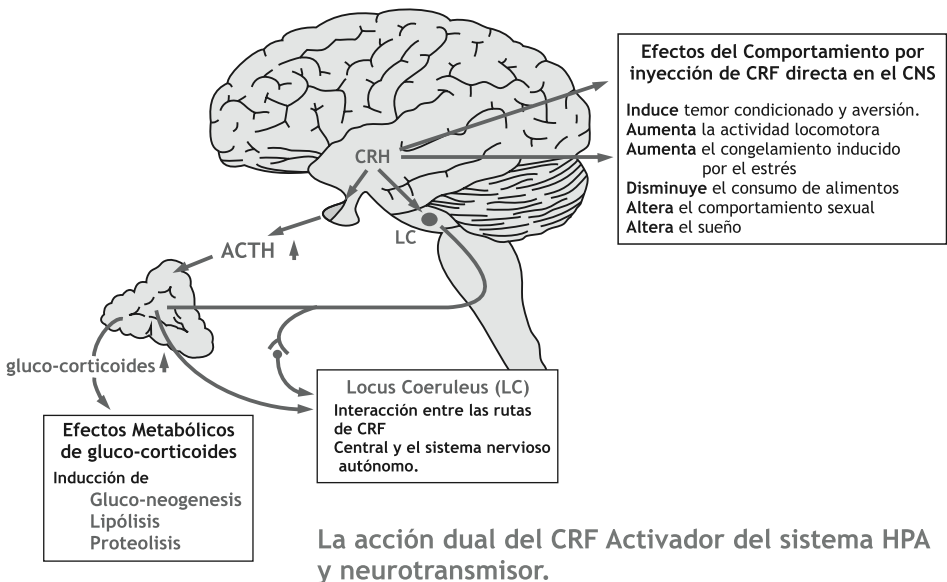 Efectos del Comportamiento por
inyección de CRF directa en el CNS
Induce temor condicionado y aversión.
Aumenta la actividad locomotora
Aumenta el congelamiento inducido
por el estrés
Disminuye el consumo de alimentos
Altera el comportamiento sexual
Altera el sueño
CRH
LC
ACTH
gluco-corticoides
Locus Coeruleus (LC)
Interacción entre las rutas
de CRF
Central y el sistema nervioso
autónomo.
Efectos Metabólicos
de gluco-corticoides
Inducción de
Gluco-neogenesis
Lipólisis
Proteolisis
La acción dual del CRF Activador del sistema HPA
y neurotransmisor.